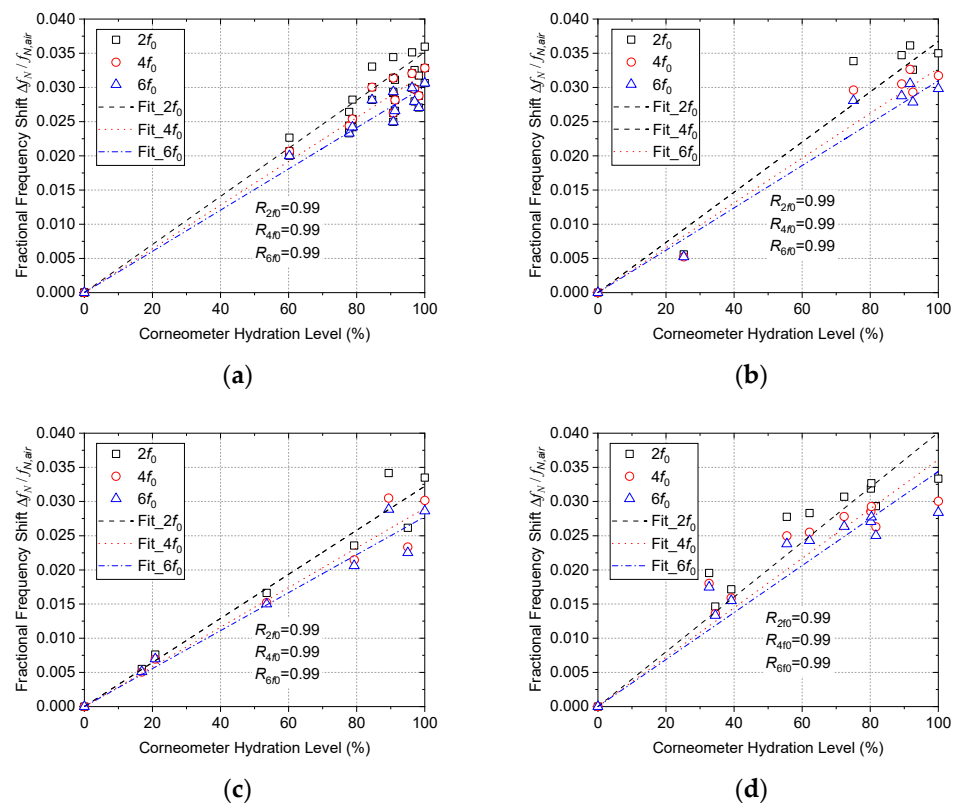 0.040
0.035
0.030
0.025
0.020
0.015
0.010
0.005
0.000
Fractional Frequency Shift Δf_N / f_N,air
2f₀
4f₀
6f₀
Fit_2f₀
Fit_4f₀
Fit_6f₀
R₂f₀=0.99
R₄f₀=0.99
R₆f₀=0.99
0 20 40 60 80 100
Corneometer Hydration Level (%)
(a)
0.040
0.035
0.030
0.025
0.020
0.015
0.010
0.005
0.000
Fractional Frequency Shift Δf_N / f_N,air
2f₀
4f₀
6f₀
Fit_2f₀
Fit_4f₀
Fit_4f₀
Fit_6f₀
R₂f₀=0.99
R₄f₀=0.99
R₆f₀=0.99
0 20 40 60 80 100
Corneometer Hydration Level (%)
(b)
0.040
0.035
0.030
0.025
0.020
0.015
0.010
0.005
0.000
Fractional Frequency Shift Δf_N / f_N,air
2f₀
4f₀
6f₀
Fit_2f₀
Fit_4f₀
Fit_6f₀
R₂f₀=0.99
R₄f₀=0.99
R₆f₀=0.99
0 20 40 60 80 100
Corneometer Hydration Level (%)
(c)
0.040
0.035
0.030
0.025
0.020
0.015
0.010
0.005
0.000
Fractional Frequency Shift Δf_N / f_N,air
2f₀
4f₀
6f₀
Fit_2f₀
Fit_4f₀
Fit_6f₀
R₂f₀=0.99
R₄f₀=0.99
R₆f₀=0.99
0 20 40 60 80 100
Corneometer Hydration Level (%)
(d)